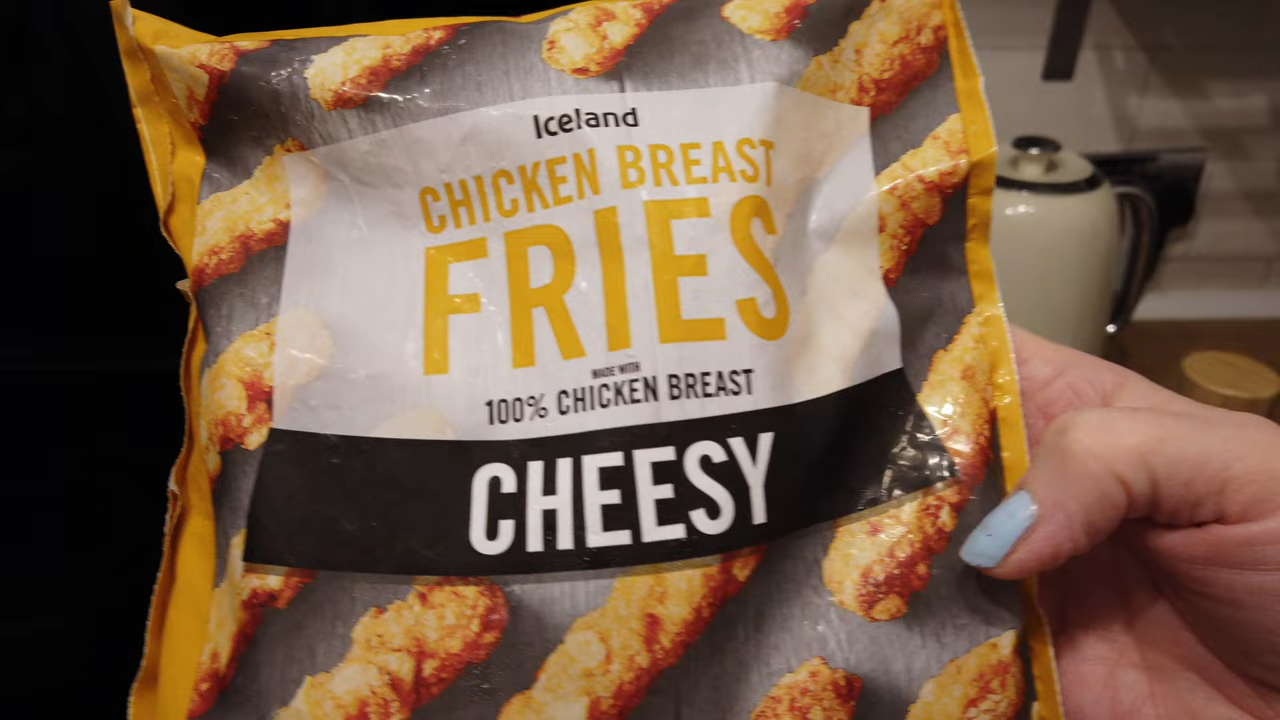 Iceland
CHICKEN BREAST
FRIES
MADE WITH
100% CHICKEN BREAST
CHEESY